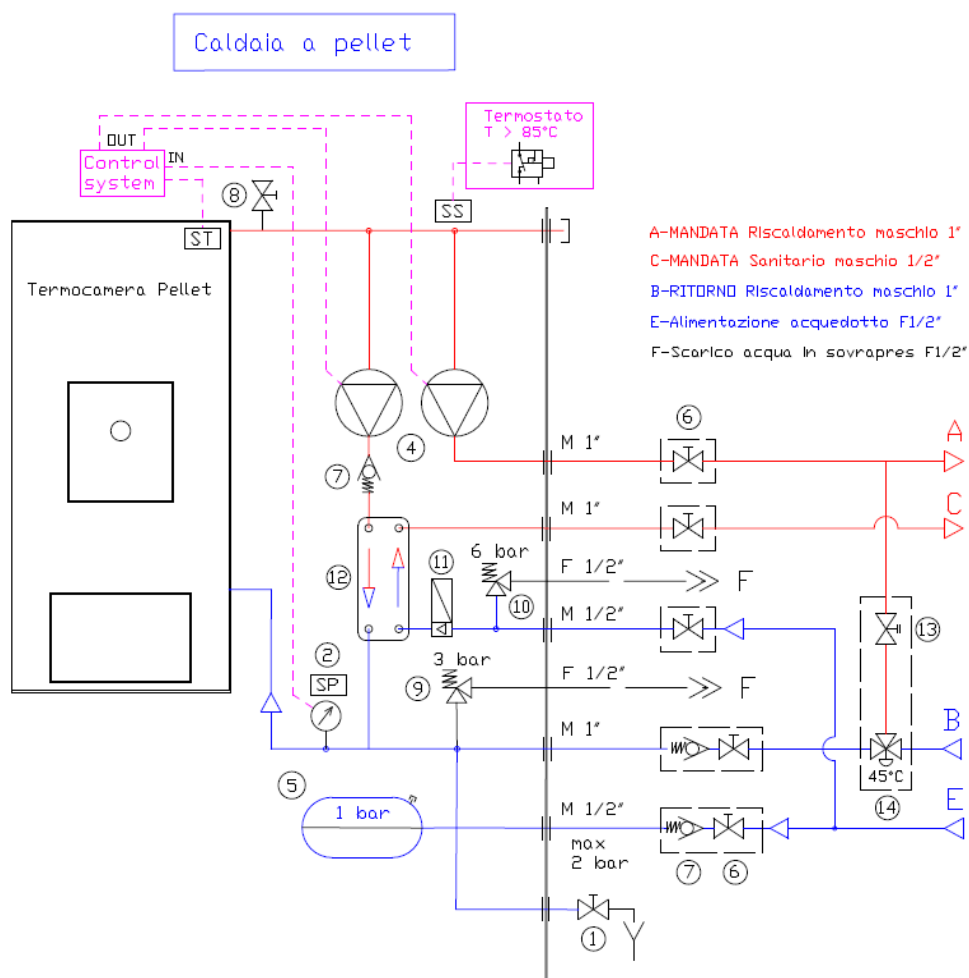 Caldaia a pellet
Termostato
T > 85°C
OUT
IN
Control
system
8
SS
ST
A-MANDATA Riscaldamento maschio 1"
C-MANDATA Sanitario maschio 1/2"
B-RITORNO Riscaldamento maschio 1"
E-Alimentazione acquedotto F1/2"
F-Scarico acqua in sovrapres F1/2"
Termocamera Pellet
4
7
M 1"
6
A
M 1"
C
12
11
6 bar
10
F 1/2"
F
M 1/2"
13
2
SP
3 bar
9
F 1/2"
F
M 1"
B
45°C
14
5
1 bar
M 1/2"
max
2 bar
7
6
E
1